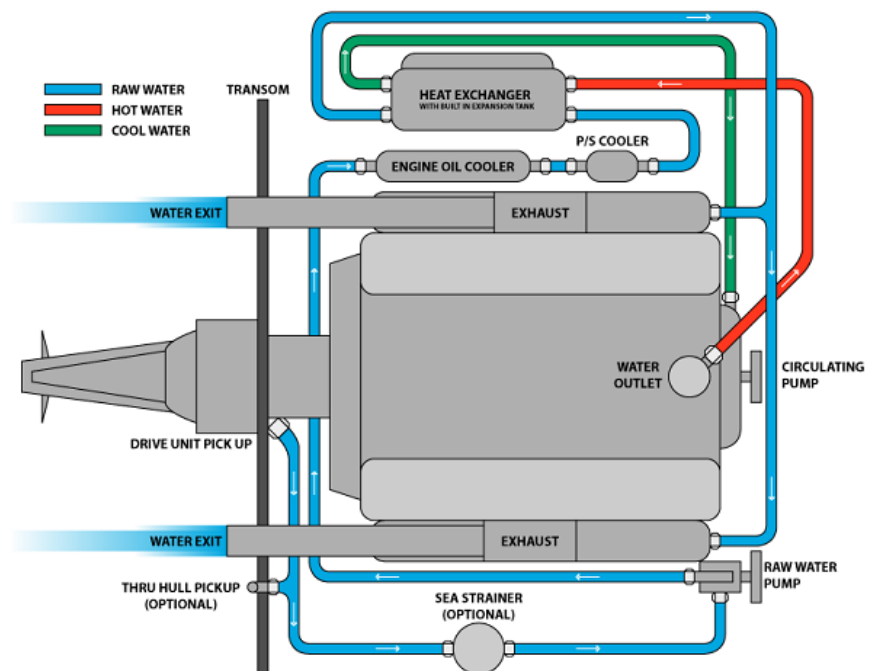 RAW WATER
HOT WATER
COOL WATER
TRANSOM
HEAT EXCHANGER
WITH BUILT IN EXPANSION TANK
P/S COOLER
ENGINE OIL COOLER
WATER EXIT
EXHAUST
WATER
OUTLET
CIRCULATING
PUMP
DRIVE UNIT PICK UP
WATER EXIT
EXHAUST
THRU HULL PICKUP
(OPTIONAL)
SEA STRAINER
(OPTIONAL)
RAW WATER
PUMP